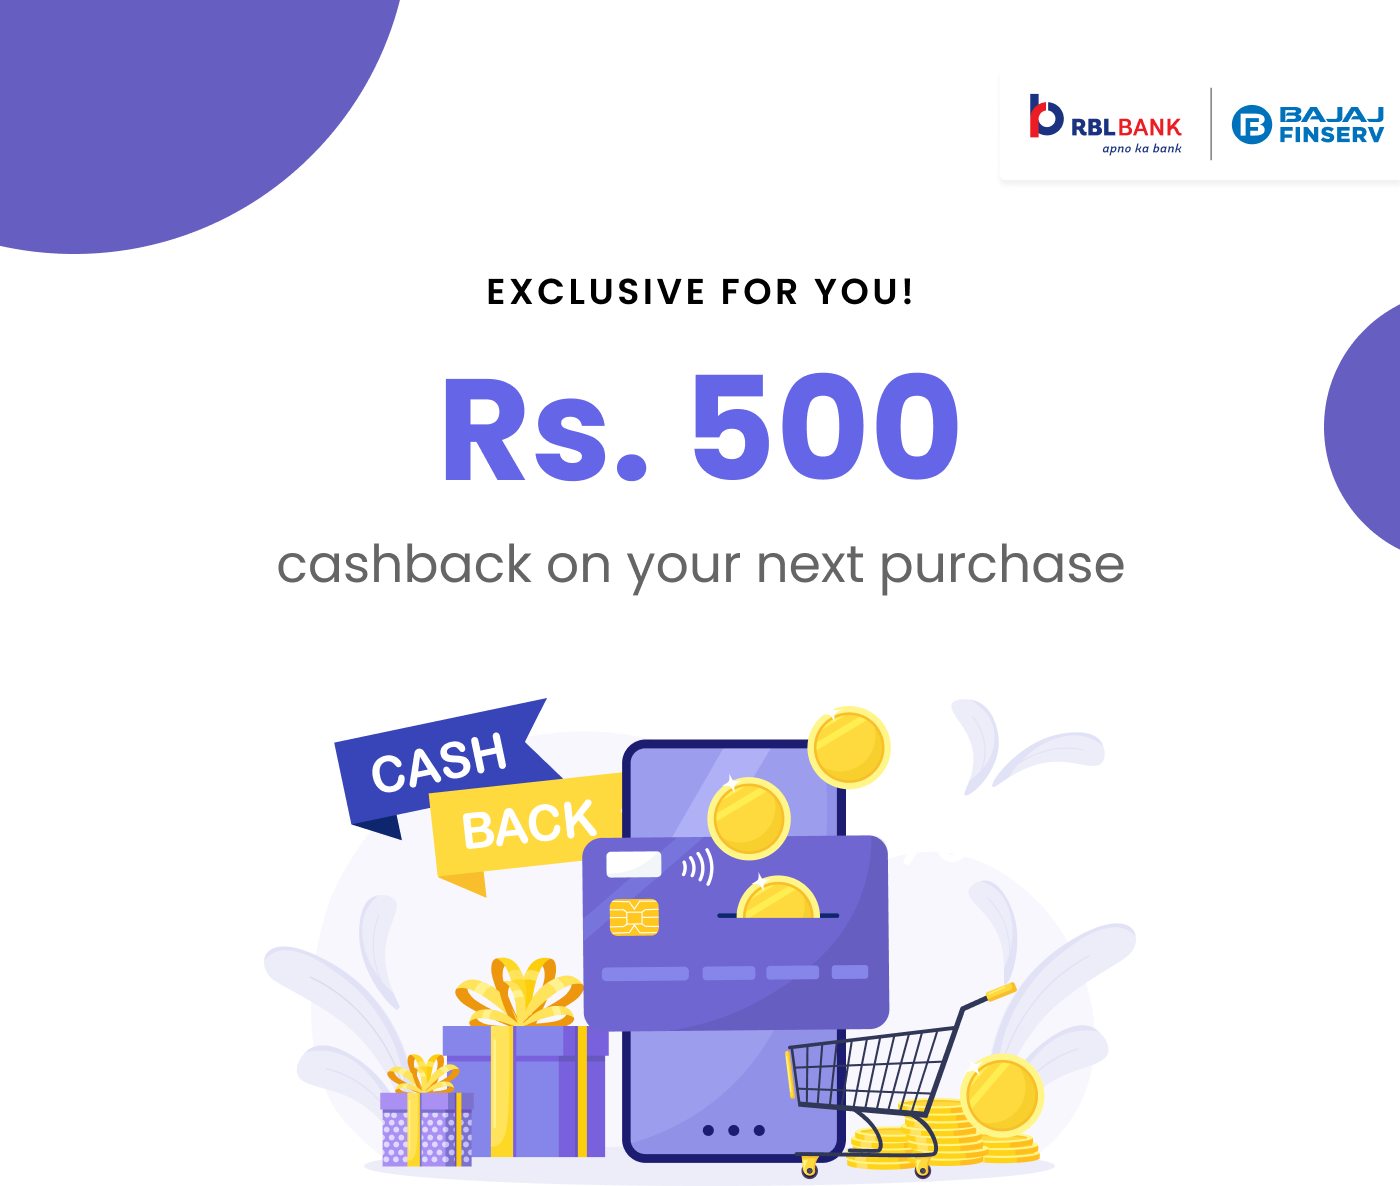 RBLBANK
apno ka bank
BAJAJ
FINSERV
EXCLUSIVE FOR YOU!
Rs. 500
cashback on your next purchase
CASH
BACK